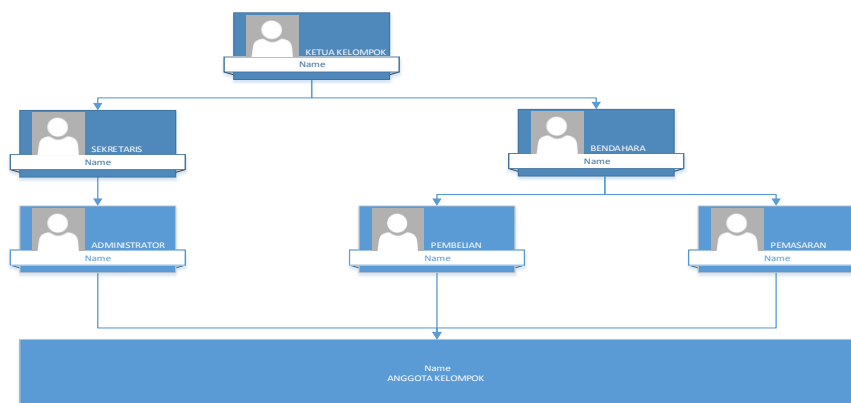 KETUA KELOMPOK
Name
SEKRETARIS
Name
BENDAHARA
Name
ADMINISTRATOR
Name
PEMBELIAN
Name
PEMASARAN
Name
Name
ANGGOTA KELOMPOK